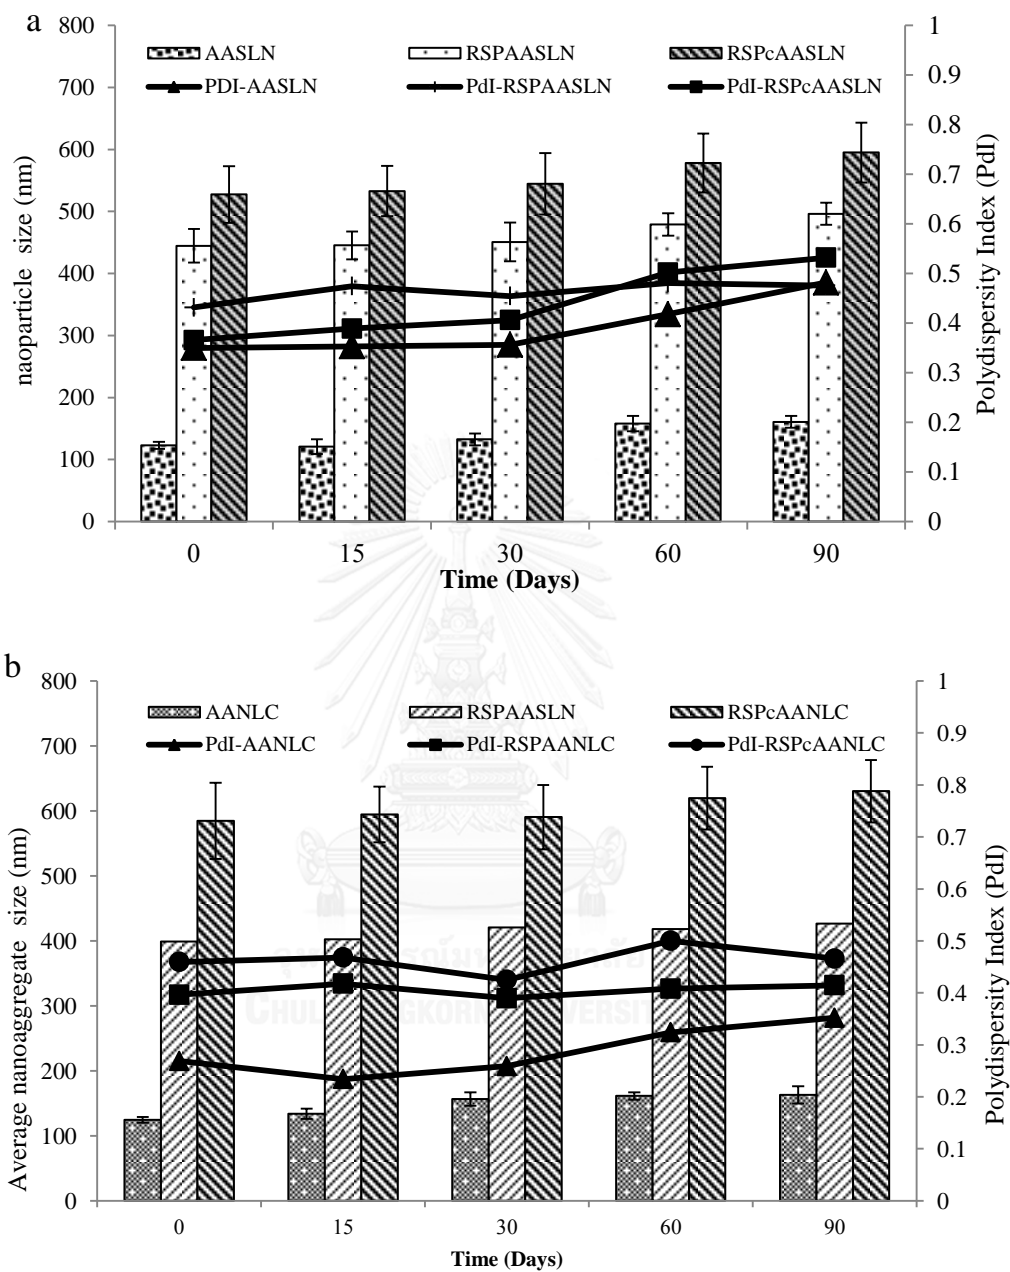 a
800
700
600
500
400
300
200
100
0
naoparticle size (nm)
AASLN
RSPAASLN
RSPcAASLN
PDI-AASLN
PdI-RSPAASLN
PdI-RSPcAASLN
1
0.9
0.8
0.7
0.6
0.5
0.4
0.3
0.2
0.1
0
Polydispersity Index (PdI)
0 15 30 60 90
Time (Days)
b
800
700
600
500
400
300
200
100
0
Average nanoaggregate size (nm)
AANLC
RSPAASLN
RSPcAANLC
PdI-AANLC
PdI-RSPAANLC
PdI-RSPcAANLC
1
0.9
0.8
0.7
0.6
0.5
0.4
0.3
0.2
0.1
0
Polydispersity Index (PdI)
0 15 30 60 90
Time (Days)